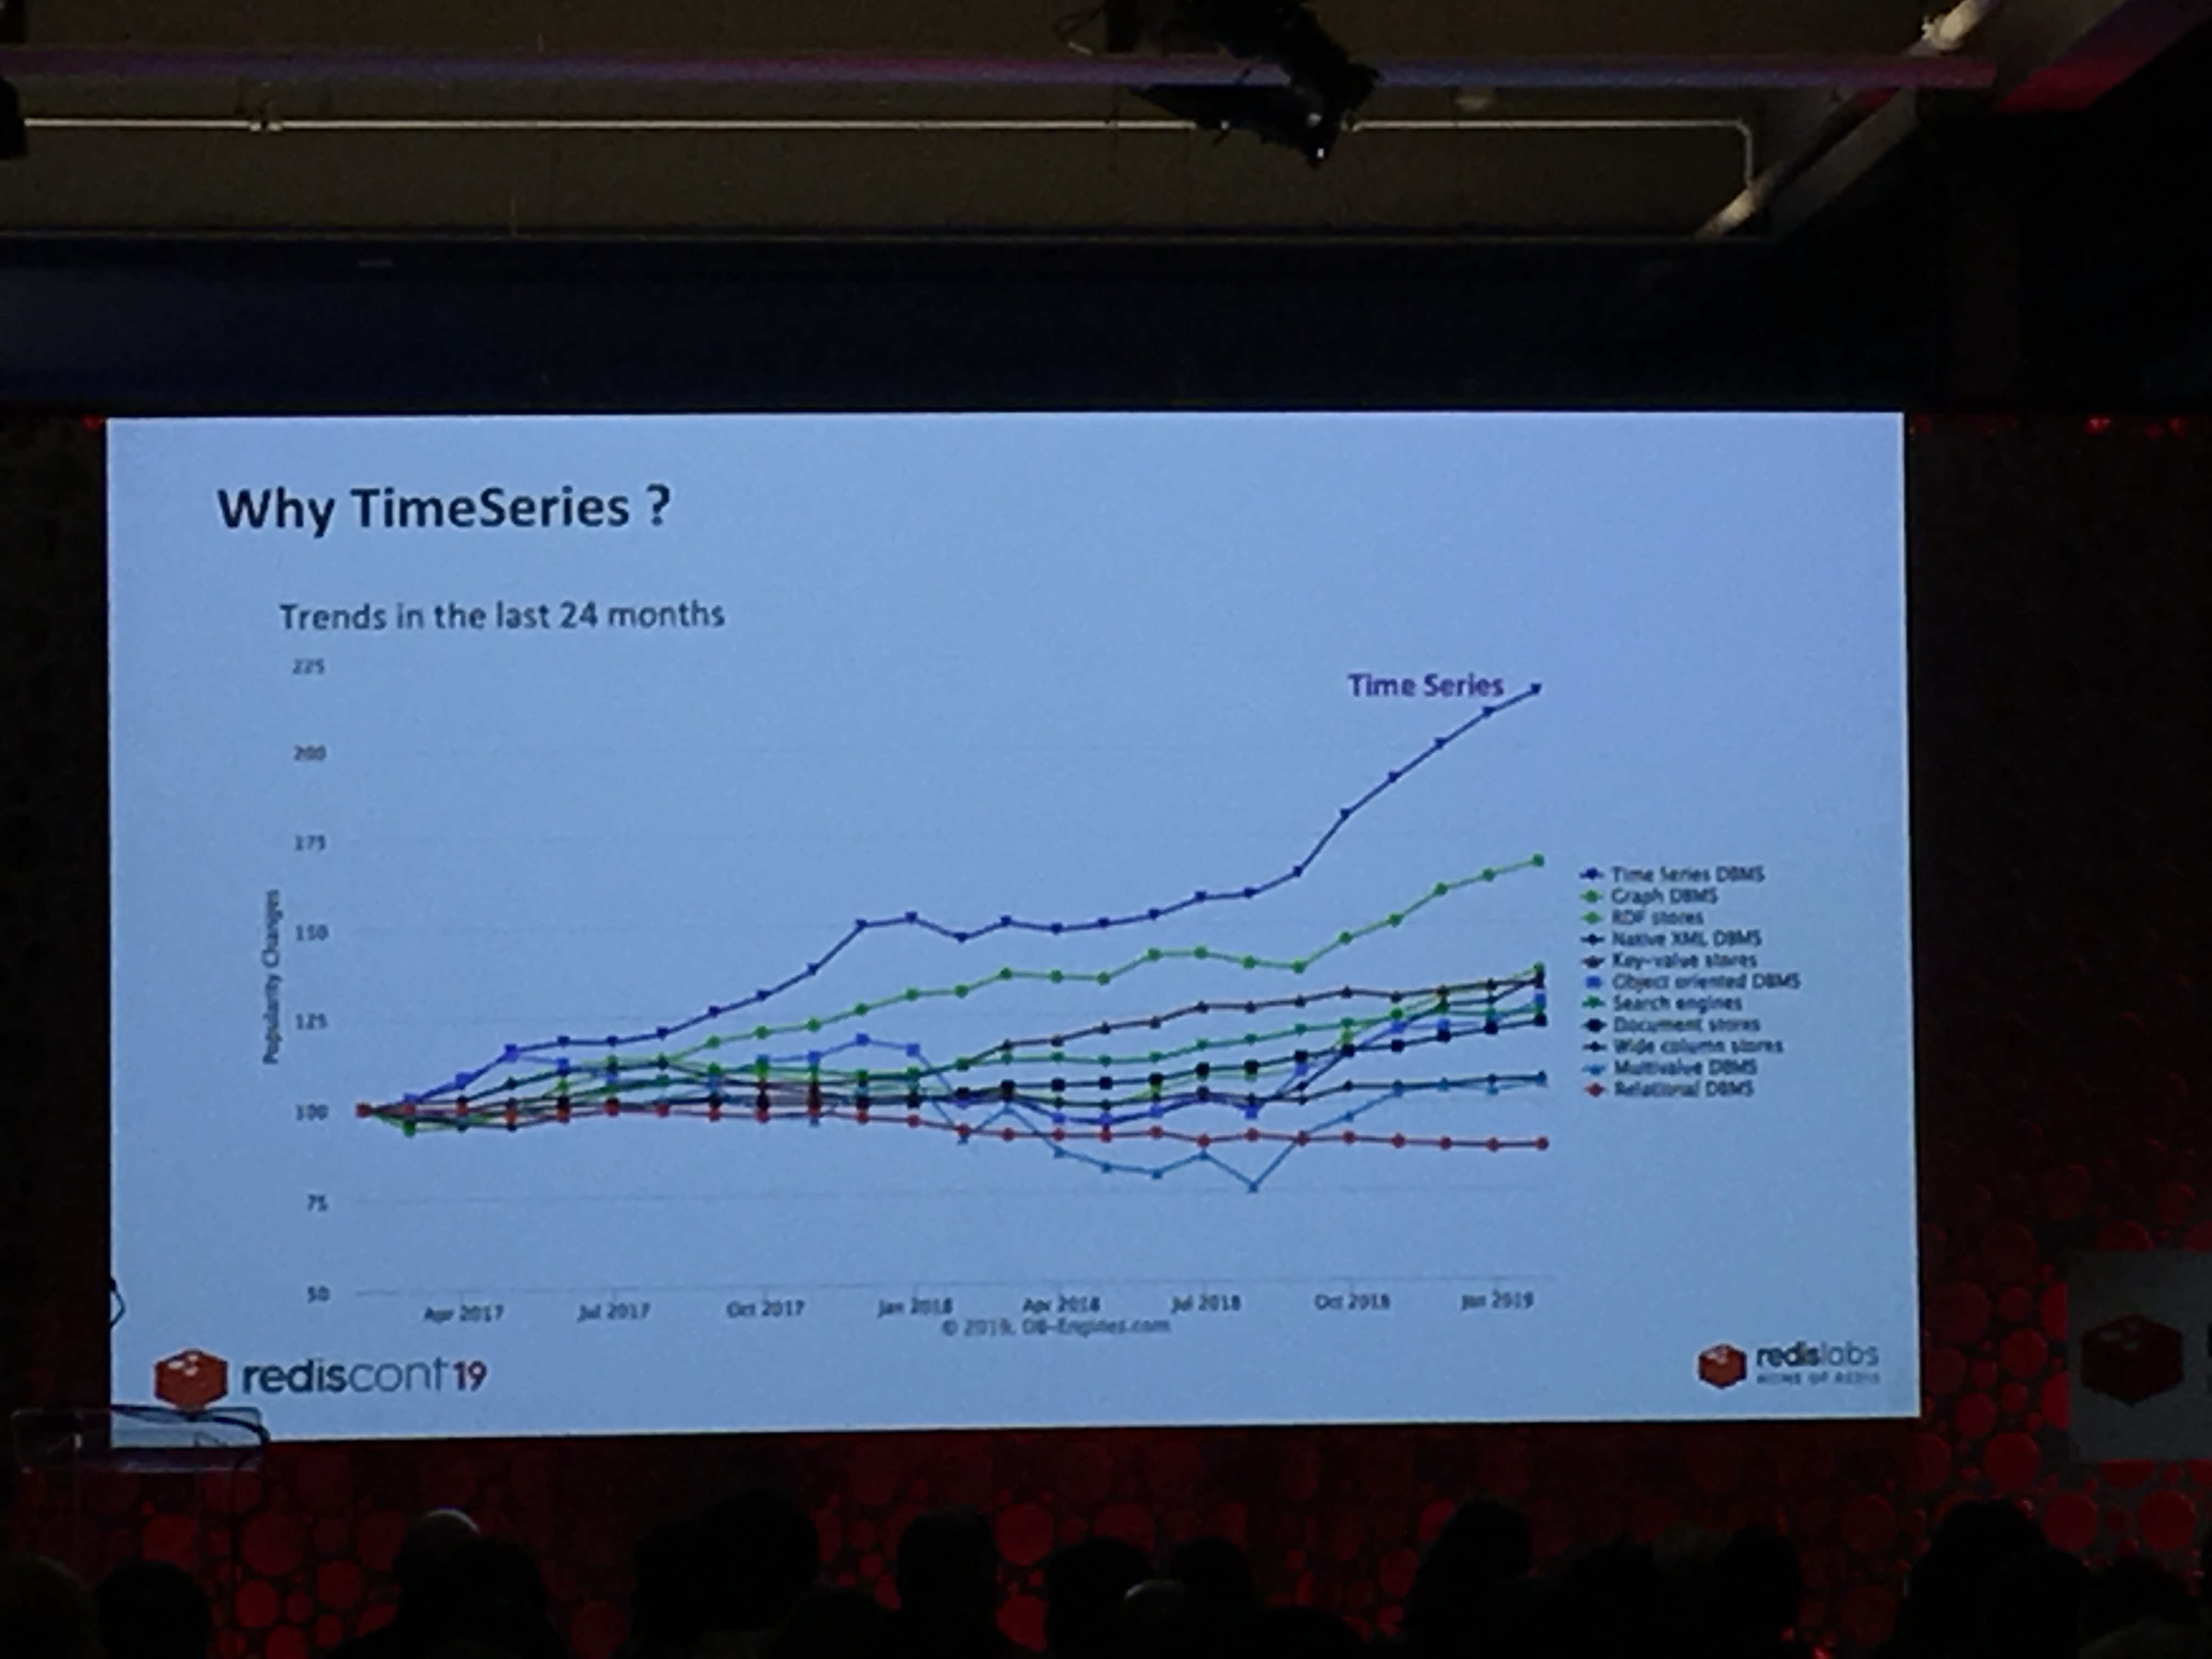 Why TimeSeries ?
Trends in the last 24 months
225
Time Series
200
175
150
125
100
75
50
Popularity Changes
Time Series DBMS
Graph DBMS
RDF stores
Native XML DBMS
Key-value stores
Object oriented DBMS
Search engines
Document stores
Wide column stores
Multivalue DBMS
Relational DBMS
Apr 2017 Jul 2017 Oct 2017 Jan 2018 Apr 2018 Jul 2018 Oct 2018 Jan 2019
© 2019, DB-Engines.com
redisconf19
redislabs
HOME OF REDIS